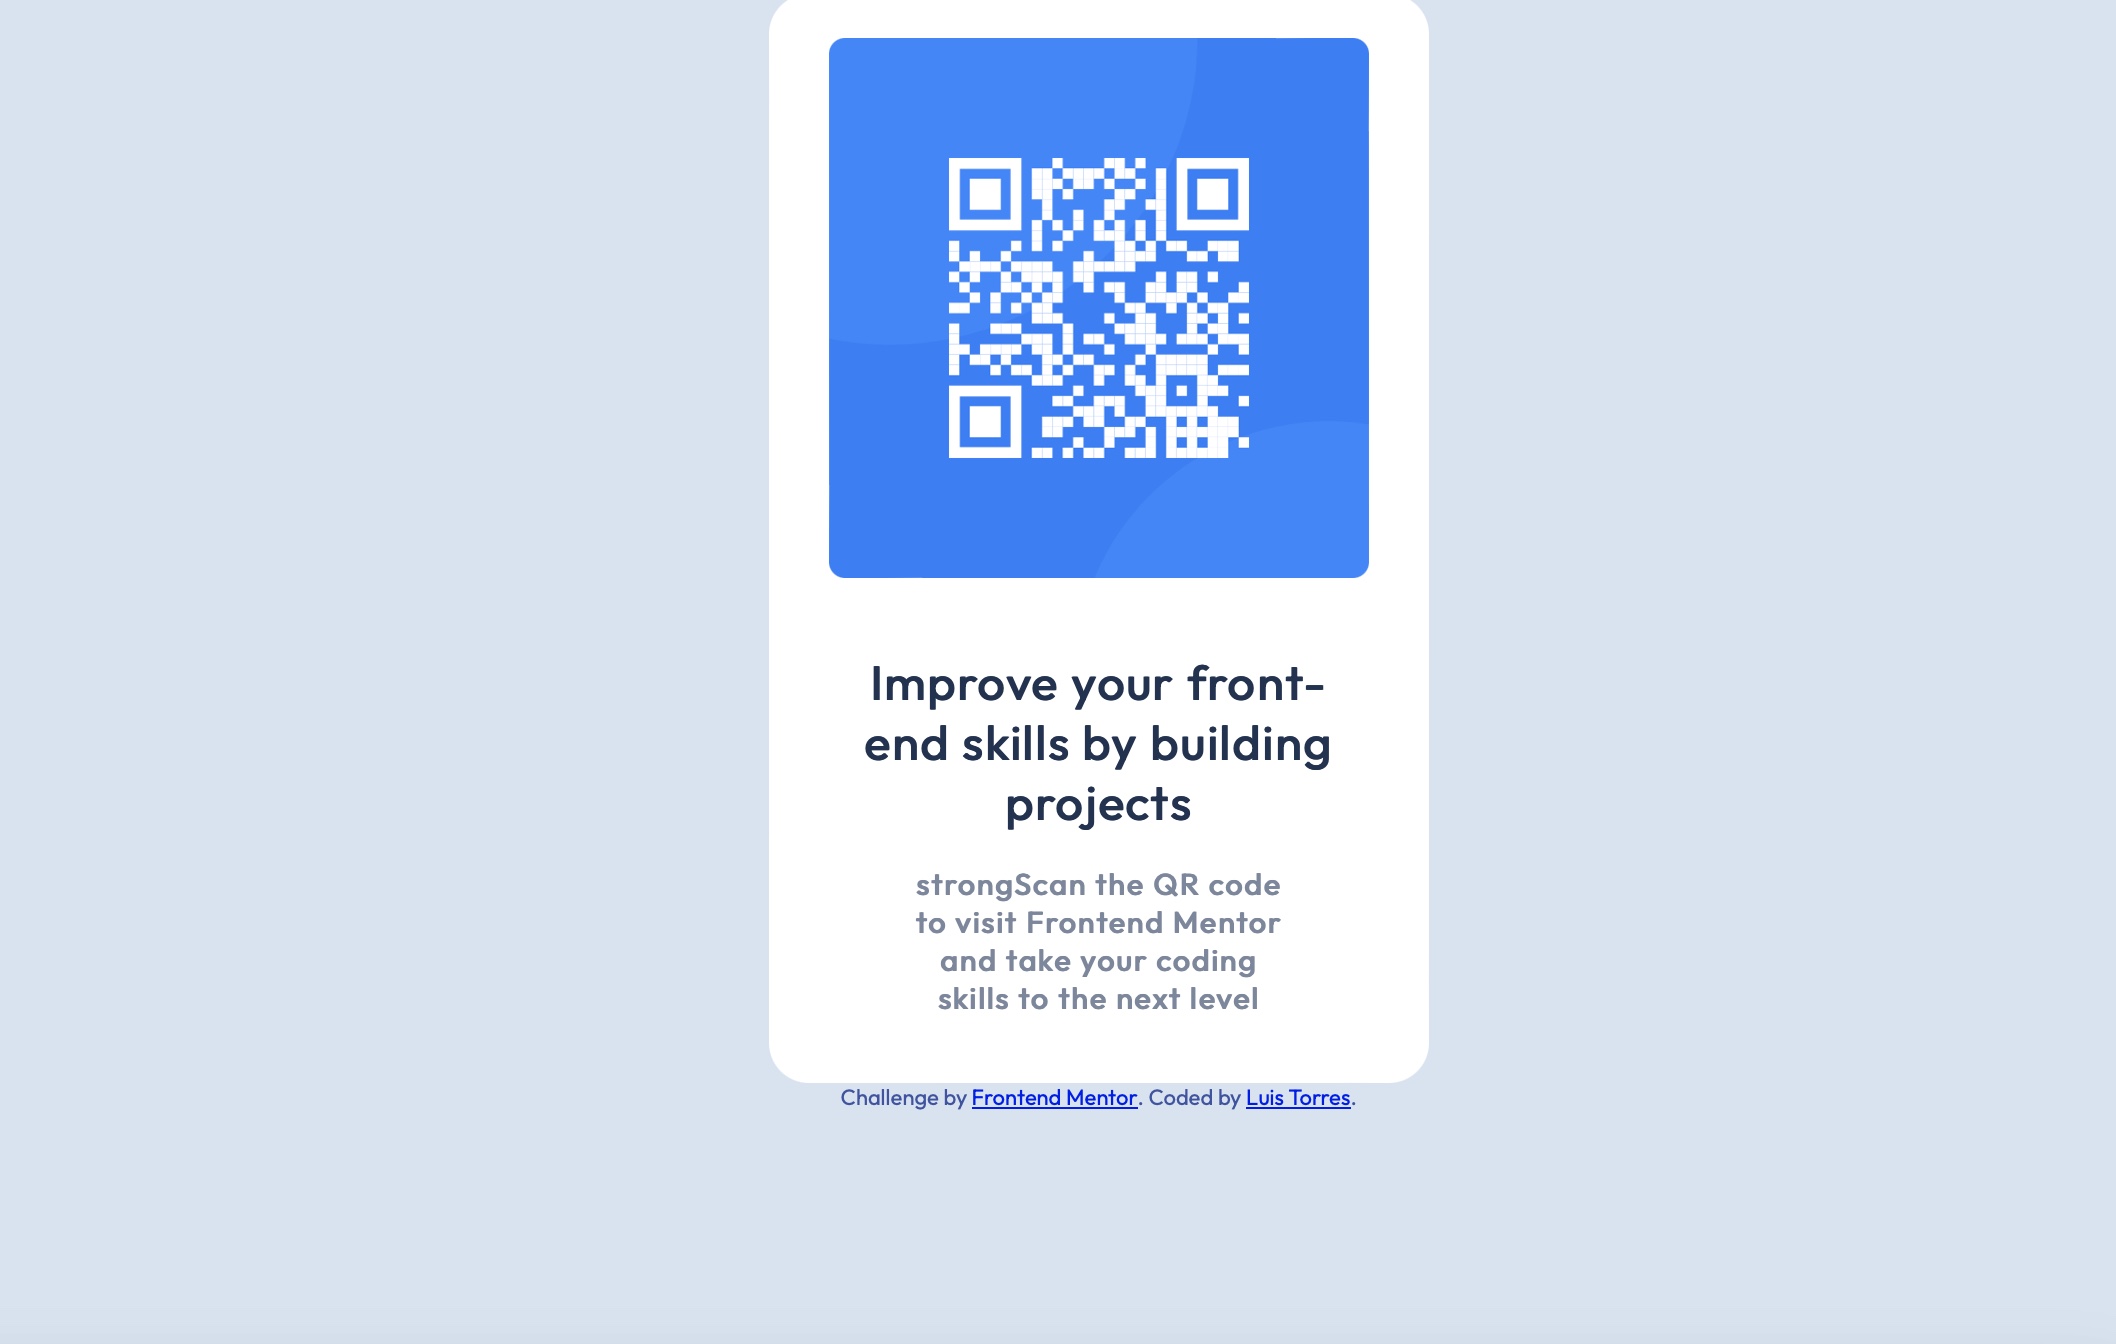 Improve your front-
end skills by building
projects
strongScan the QR code
to visit Frontend Mentor
and take your coding
skills to the next level
Challenge by Frontend Mentor. Coded by Luis Torres.